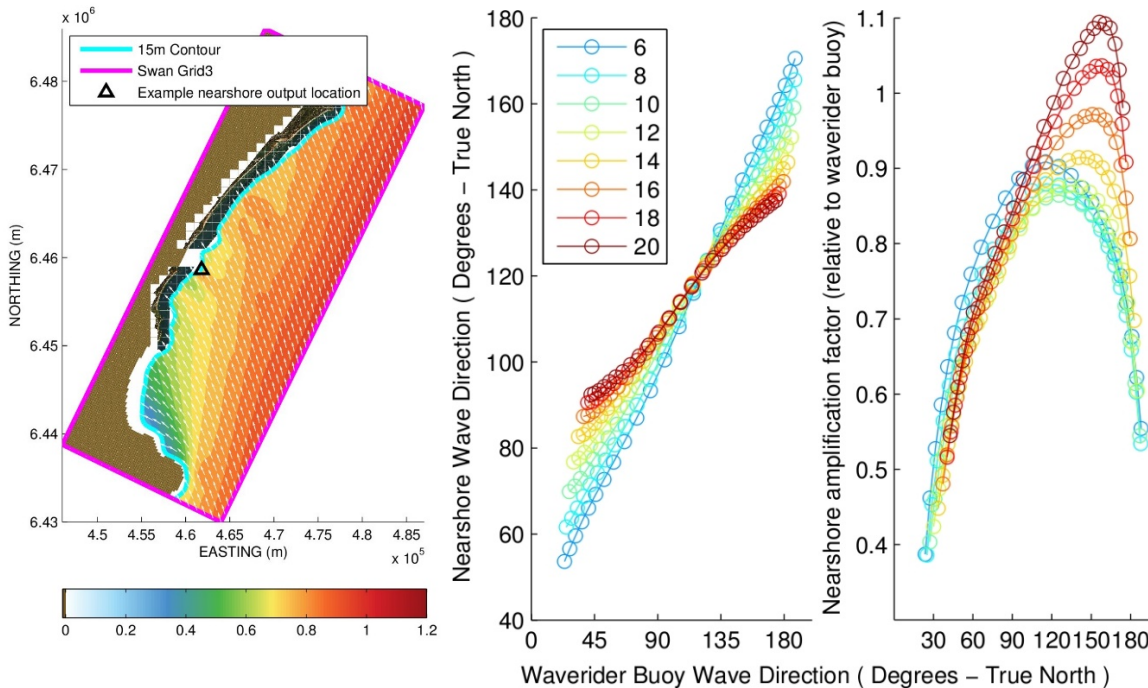 x 10⁶
15m Contour
Swan Grid3
Example nearshore output location
6.48
6.47
6.46
6.45
6.44
6.43
NORTHING (m)
4.5 4.55 4.6 4.65 4.7 4.75 4.8 4.85
EASTING (m)
x 10⁵
0 0.2 0.4 0.6 0.8 1 1.2
Nearshore Wave Direction ( Degrees − True North )
180
160
140
120
100
80
60
40
6
8
10
12
14
16
18
20
0 45 90 135 180
Nearshore amplification factor (relative to waverider buoy)
1.1
1
0.9
0.8
0.7
0.6
0.5
0.4
30 60 90 120 150 180
Waverider Buoy Wave Direction ( Degrees − True North )